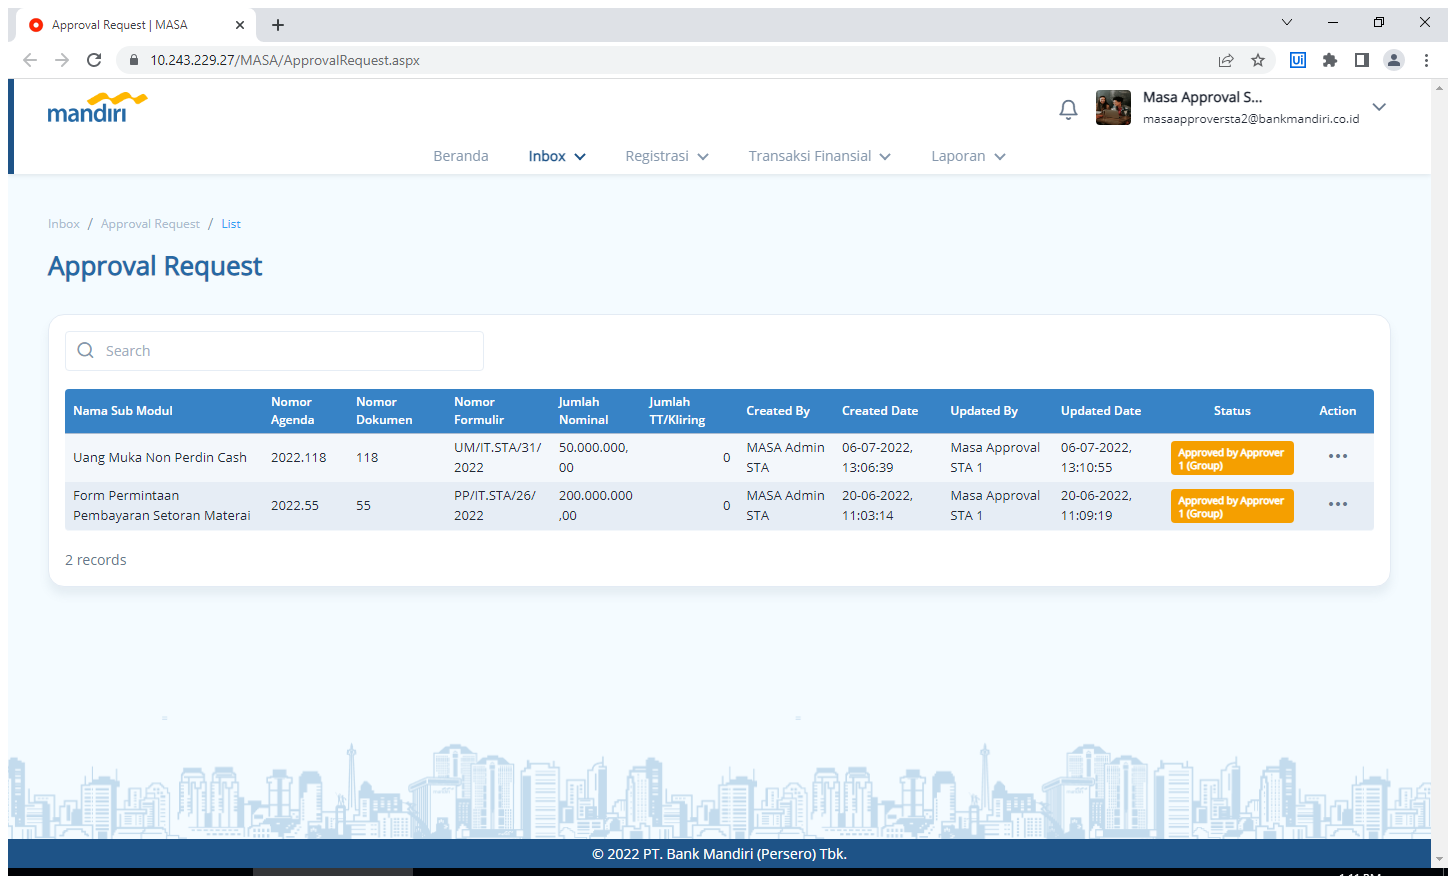 Approval Request | MASA
10.243.229.27/MASA/ApprovalRequest.aspx
Ui
mandiri
Masa Approval S...
masaapproversta2@bankmandiri.co.id
Beranda Inbox Registrasi Transaksi Finansial Laporan
Inbox / Approval Request / List
Approval Request
Search
Nama Sub Modul
Nomor
Agenda
Nomor
Dokumen
Nomor
Formulir
Jumlah
Nominal
Jumlah
TT/Kliring
Created By
Created Date
Updated By
Updated Date
Status
Action
Uang Muka Non Perdin Cash
2022.118
118
UM/IT.STA/31/
2022
50.000.000,
00
0
MASA Admin
STA
06-07-2022,
13:06:39
Masa Approval
STA 1
06-07-2022,
13:10:55
Approved by Approver
1 (Group)
Form Permintaan
Pembayaran Setoran Materai
2022.55
55
PP/IT.STA/26/
2022
200.000.000
,00
0
MASA Admin
STA
20-06-2022,
11:03:14
Masa Approval
STA 1
20-06-2022,
11:09:19
Approved by Approver
1 (Group)
2 records
© 2022 PT. Bank Mandiri (Persero) Tbk.